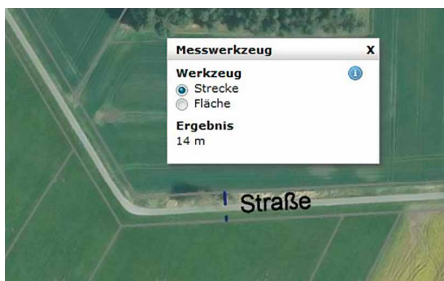 Messwerkzeug X
Werkzeug
Strecke
Fläche
Ergebnis
14 m
Straße